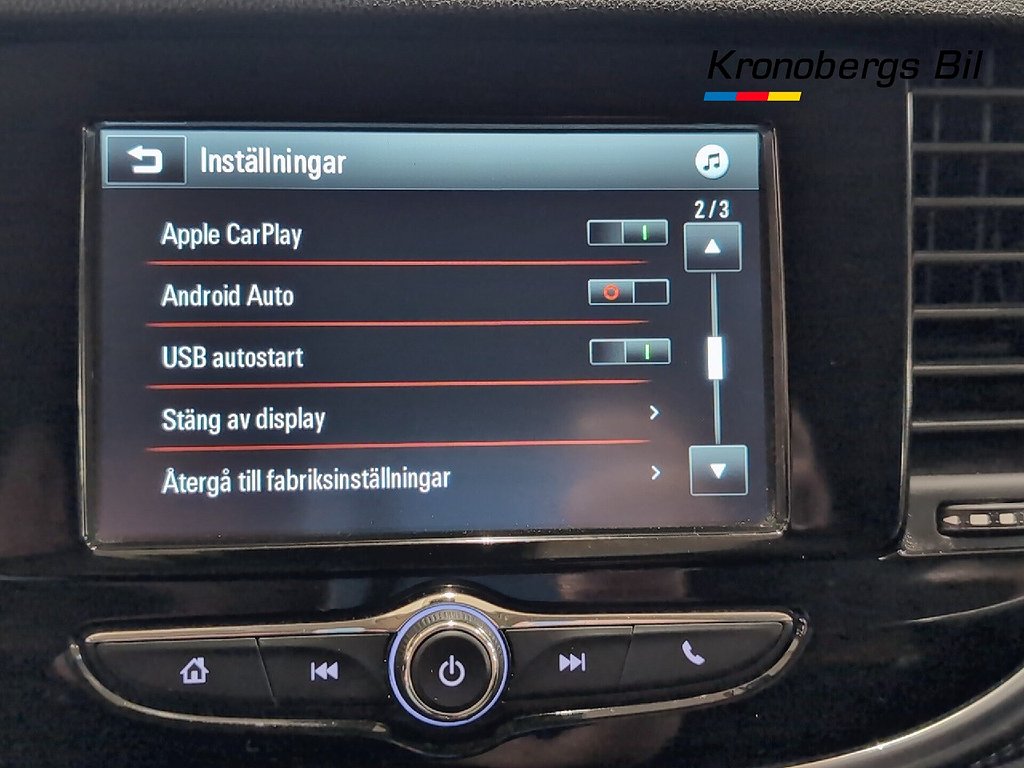 Kronobergs Bil
Inställningar
2/3
Apple CarPlay
Android Auto
USB autostart
Stäng av display
Återgå till fabriksinställningar